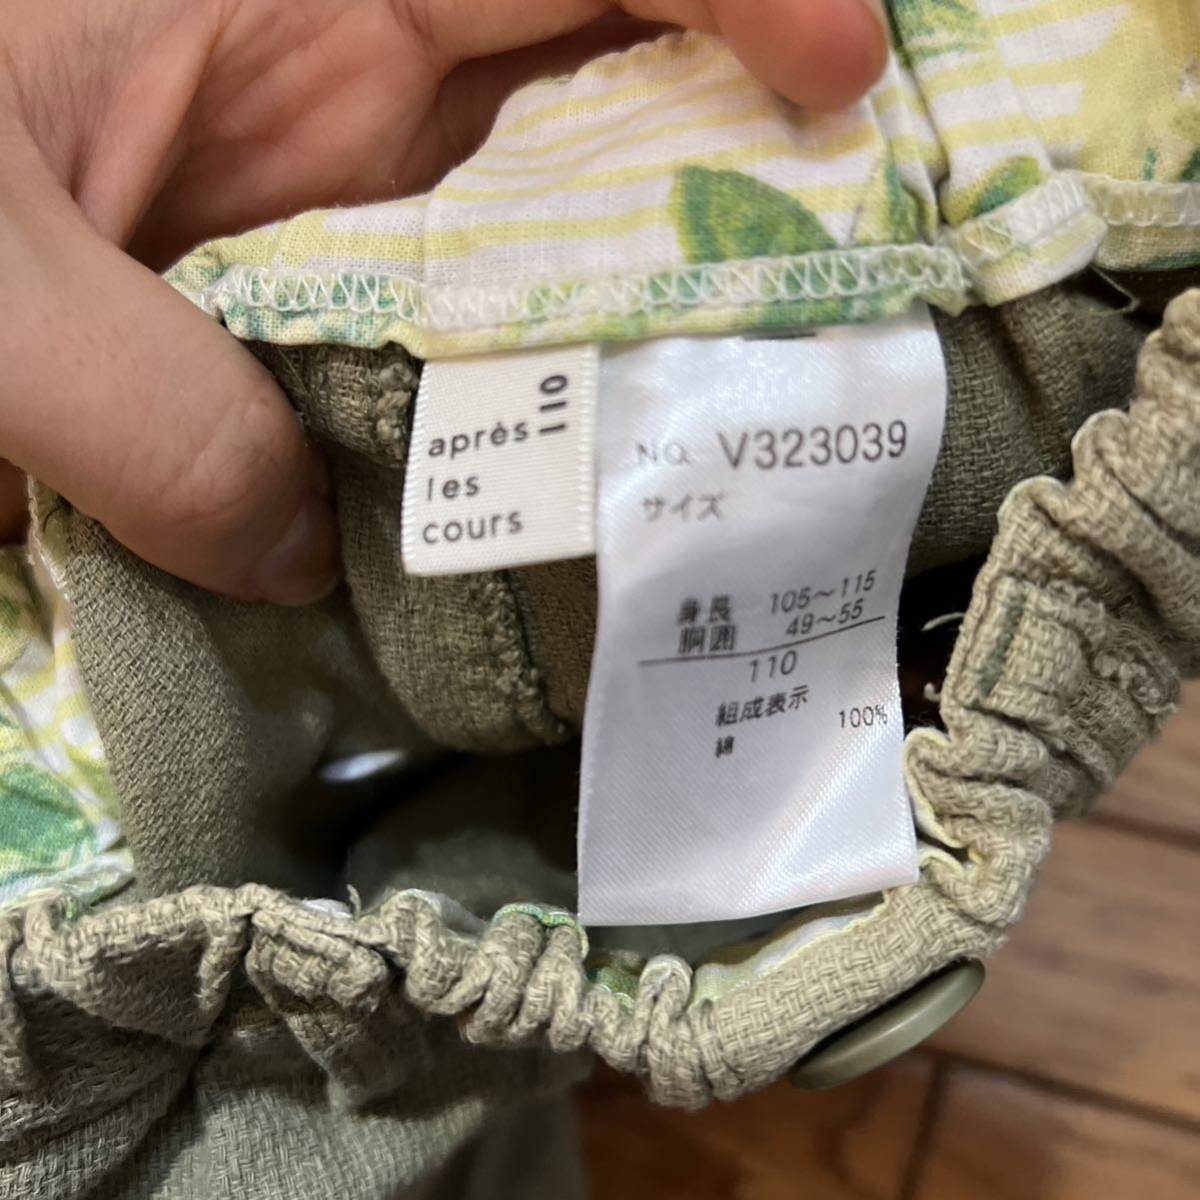 110
après
les
cours
NO. V323039
サイズ
身長 105～115
胴囲 49～55
110
組成表示
綿 100%